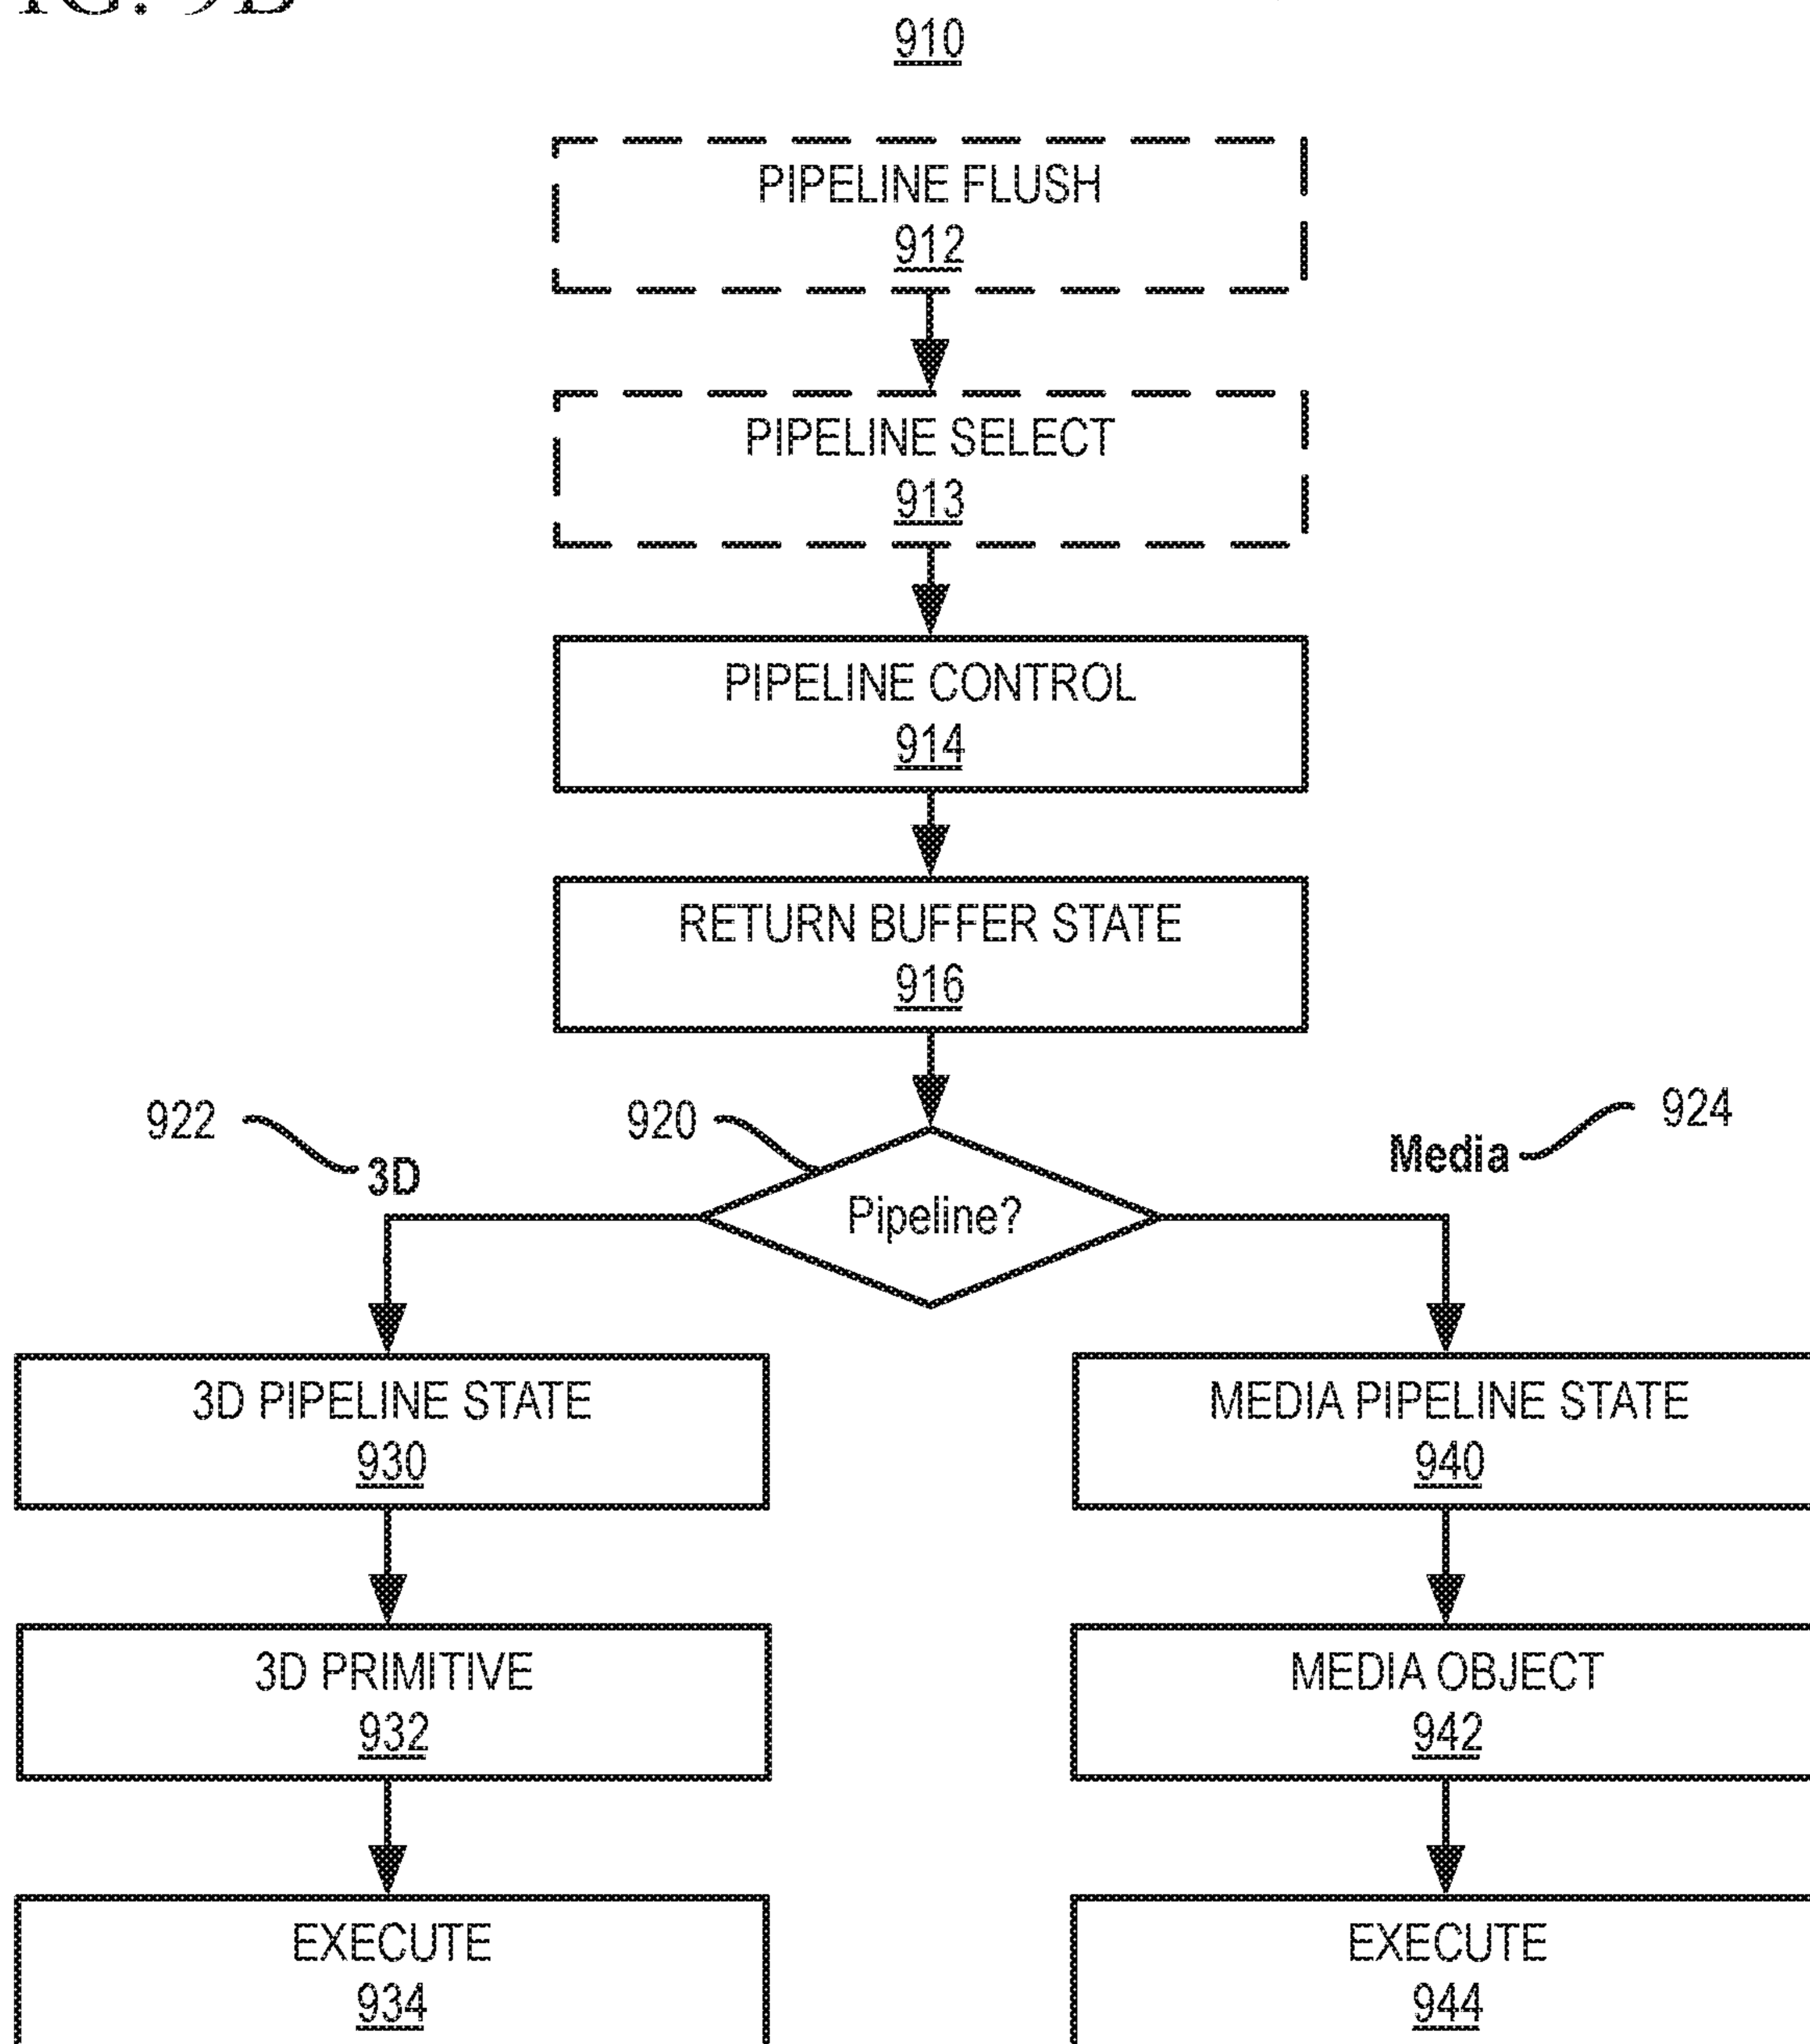 FIG. 9B
910
PIPELINE FLUSH
912
PIPELINE SELECT
913
PIPELINE CONTROL
914
RETURN BUFFER STATE
916
922
3D
920
Pipeline?
Media
924
3D PIPELINE STATE
930
MEDIA PIPELINE STATE
940
3D PRIMITIVE
932
MEDIA OBJECT
942
EXECUTE
934
EXECUTE
944